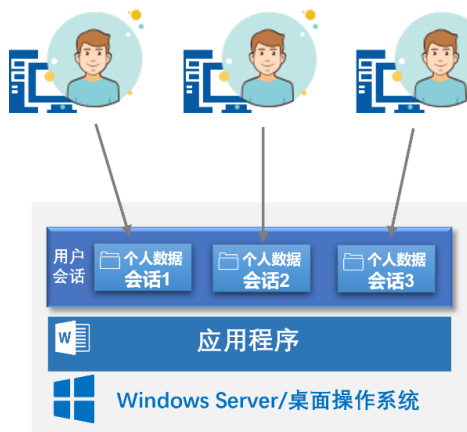 用户
会话
个人数据
会话1
个人数据
会话2
个人数据
会话3
W
应用程序
Windows Server/桌面操作系统